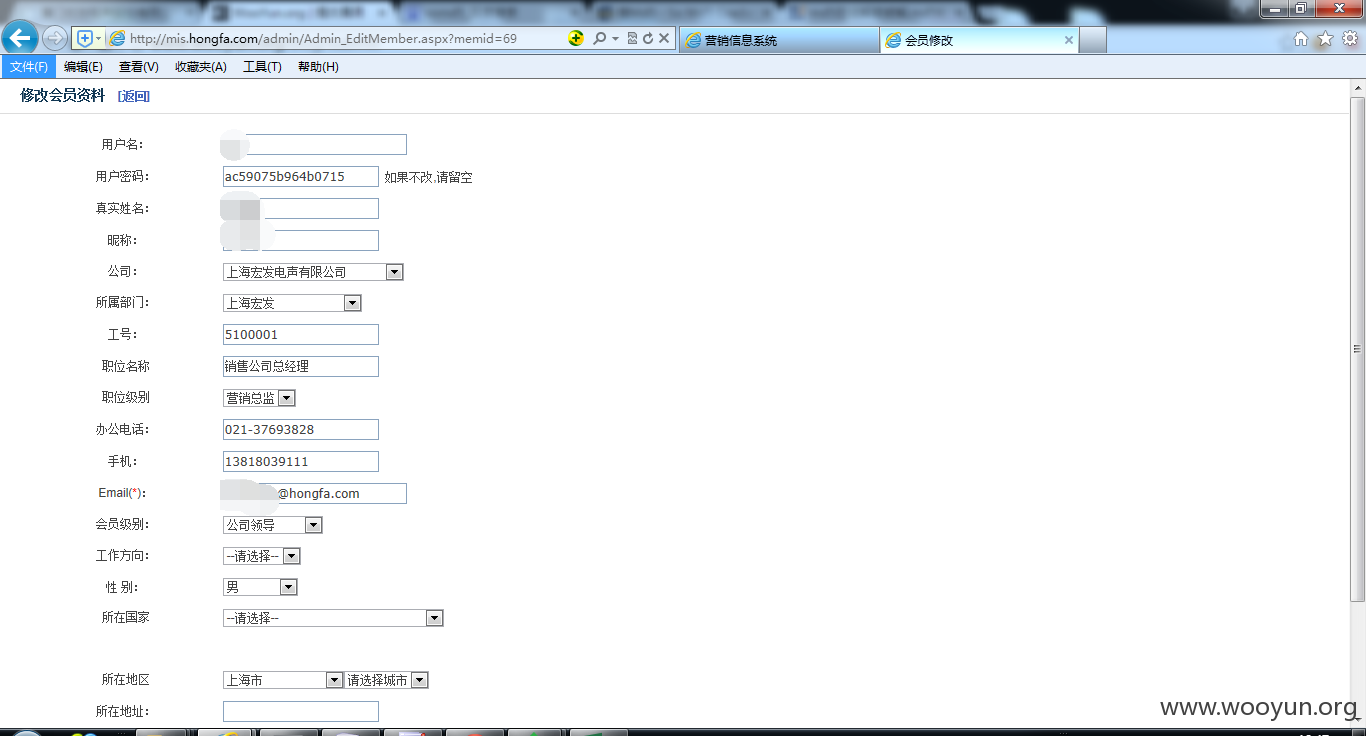 http://mis.hongfa.com/admin/Admin_EditMember.aspx?memid=69
营销信息系统
会员修改
文件(F) 编辑(E) 查看(V) 收藏夹(A) 工具(T) 帮助(H)
修改会员资料 [返回]
用户名:
用户密码: ac59075b964b0715 如果不改,请留空
真实姓名:
昵称:
公司: 上海宏发电声有限公司
所属部门: 上海宏发
工号: 5100001
职位名称 销售公司总经理
职位级别 营销总监
办公电话: 021-37693828
手机: 13818039111
Email(*): @hongfa.com
会员级别: 公司领导
工作方向: --请选择--
性 别: 男
所在国家 --请选择--
所在地区 上海市 请选择城市
所在地址:
www.wooyun.org